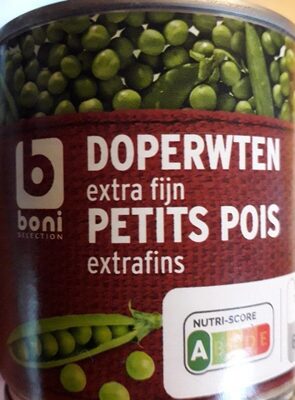 DOPERWTEN
extra fijn
PETITS POIS
extrafins
boni
SELECTION
NUTRI-SCORE
A B C D E